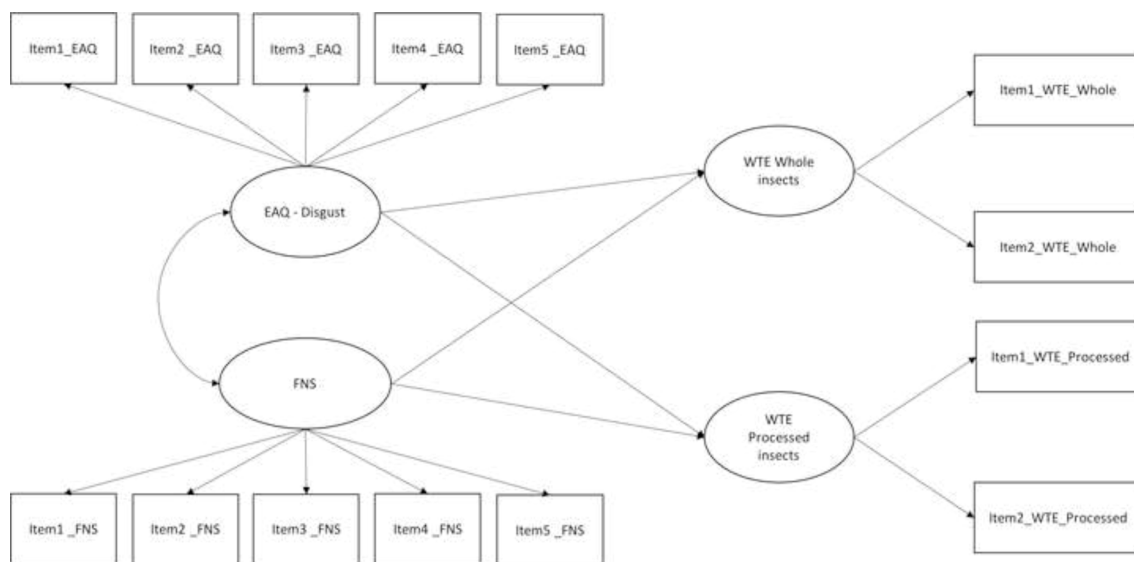 Item1_EAQ
Item2 _EAQ
Item3 _EAQ
Item4 _EAQ
Item5 _EAQ
Item1_WTE_Whole
WTE Whole
insects
EAQ - Disgust
Item2_WTE_Whole
Item1_WTE_Processed
FNS
WTE
Processed
insects
Item1 _FNS
Item2 _FNS
Item3 _FNS
Item4 _FNS
Item5 _FNS
Item2_WTE_Processed